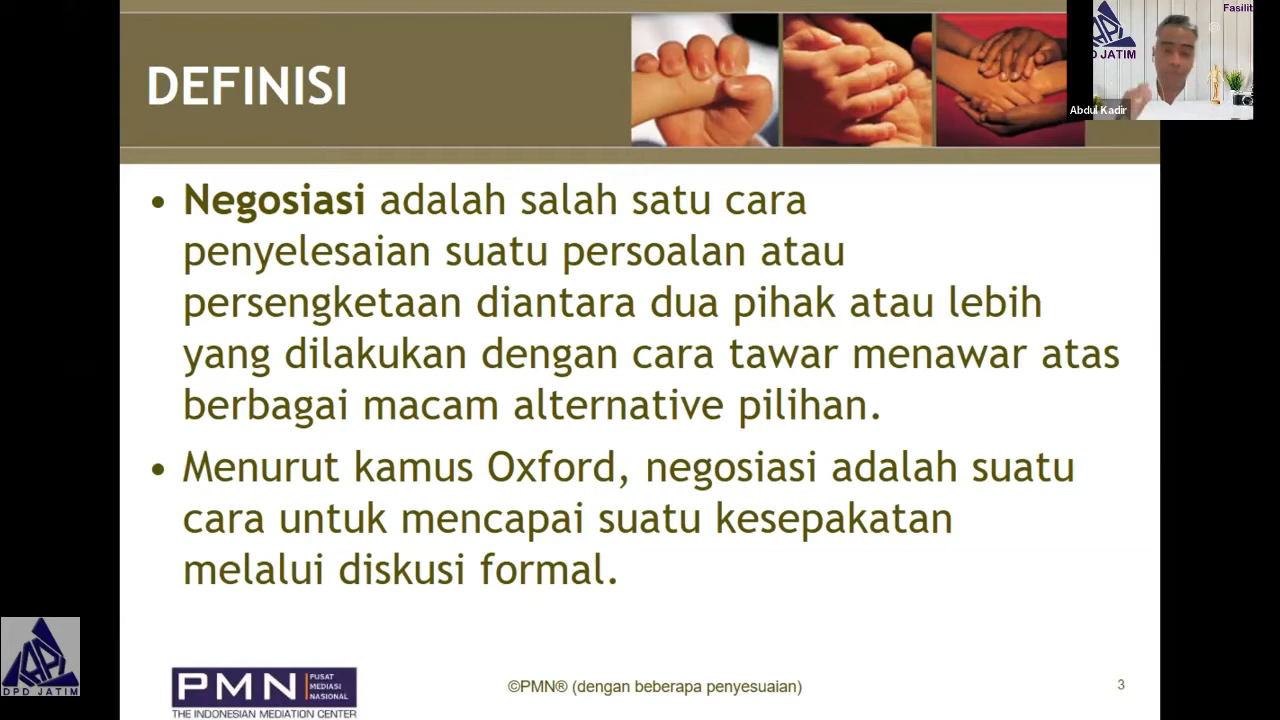 Fasilit
DPD JATIM
Abdul Kadir
DEFINISI
• Negosiasi adalah salah satu cara
penyelesaian suatu persoalan atau
persengketaan diantara dua pihak atau lebih
yang dilakukan dengan cara tawar menawar atas
berbagai macam alternative pilihan.
• Menurut kamus Oxford, negosiasi adalah suatu
cara untuk mencapai suatu kesepakatan
melalui diskusi formal.
DPD JATIM
PMN
PUSAT
MEDIASI
NASIONAL
THE INDONESIAN MEDIATION CENTER
©PMN® (dengan beberapa penyesuaian)
3